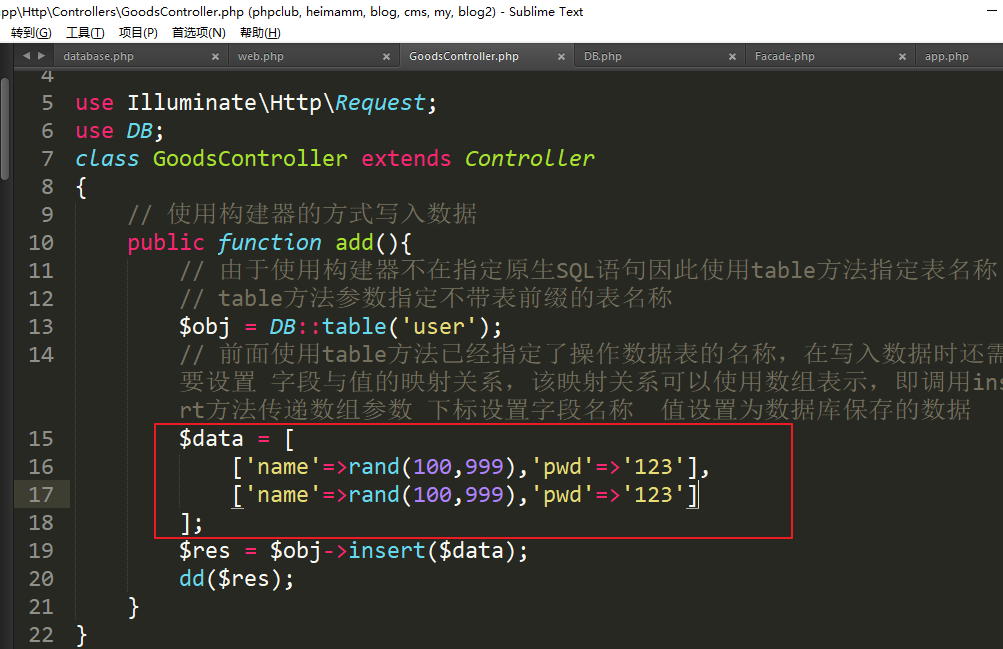 pp\Http\Controllers\GoodsController.php (phpclub, heimamm, blog, cms, my, blog2) - Sublime Text
转到(G) 工具(T) 项目(P) 首选项(N) 帮助(H)
database.php × web.php × GoodsController.php × DB.php × Facade.php × app.php
4
5 use Illuminate\Http\Request;
6 use DB;
7 class GoodsController extends Controller
8 {
9 // 使用构建器的方式写入数据
10 public function add(){
11 // 由于使用构建器不在指定原生SQL语句因此使用table方法指定表名称
12 // table方法参数指定不带表前缀的表名称
13 $obj = DB::table('user');
14 // 前面使用table方法已经指定了操作数据表的名称，在写入数据时还需
要设置 字段与值的映射关系，该映射关系可以使用数组表示，即调用ins
rt方法传递数组参数 下标设置字段名称  值设置为数据库保存的数据
15 $data = [
16 ['name'=>rand(100,999),'pwd'=>'123'],
17 ['name'=>rand(100,999),'pwd'=>'123']
18 ];
19 $res = $obj->insert($data);
20 dd($res);
21 }
22 }